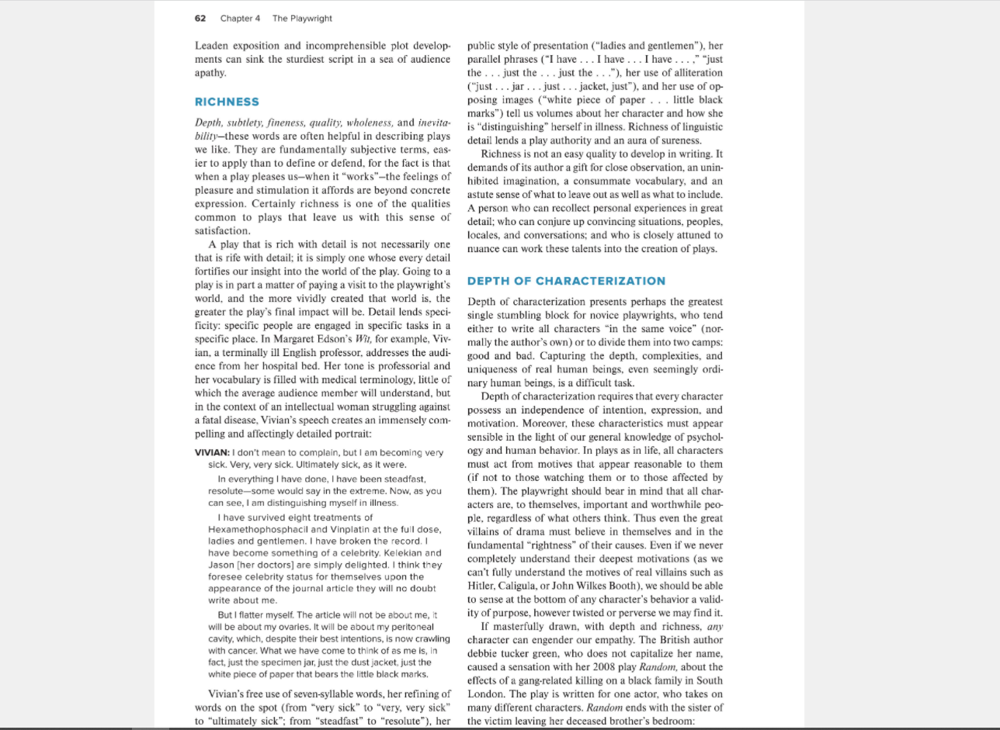 62 Chapter 4 The Playwright
Leaden exposition and incomprehensible plot develop-
ments can sink the sturdiest script in a sea of audience
apathy.
RICHNESS
Depth, subtlety, fineness, quality, wholeness, and inevita-
bility—these words are often helpful in describing plays
we like. They are fundamentally subjective terms, eas-
ier to apply than to define or defend, for the fact is that
when a play pleases us—when it “works”—the feelings of
pleasure and stimulation it affords are beyond concrete
expression. Certainly richness is one of the qualities
common to plays that leave us with this sense of
satisfaction.
A play that is rich with detail is not necessarily one
that is rife with detail; it is simply one whose every detail
fortifies our insight into the world of the play. Going to a
play is in part a matter of paying a visit to the playwright’s
world, and the more vividly created that world is, the
greater the play’s final impact will be. Detail lends speci-
ficity: specific people are engaged in specific tasks in a
specific place. In Margaret Edson’s Wit, for example, Viv-
ian, a terminally ill English professor, addresses the audi-
ence from her hospital bed. Her tone is professorial and
her vocabulary is filled with medical terminology, little of
which the average audience member will understand, but
in the context of an intellectual woman struggling against
a fatal disease, Vivian’s speech creates an immensely com-
pelling and affectingly detailed portrait:
VIVIAN: I don’t mean to complain, but I am becoming very
sick. Very, very sick. Ultimately sick, as it were.
In everything I have done, I have been steadfast,
resolute—some would say in the extreme. Now, as you
can see, I am distinguishing myself in illness.
I have survived eight treatments of
Hexamethophosphacil and Vinplatin at the full dose,
ladies and gentlemen. I have broken the record. I
have become something of a celebrity. Kelekian and
Jason [her doctors] are simply delighted. I think they
foresee celebrity status for themselves upon the
appearance of the journal article they will no doubt
write about me.
But I flatter myself. The article will not be about me, it
will be about my ovaries. It will be about my peritoneal
cavity, which, despite their best intentions, is now crawling
with cancer. What we have come to think of as me is, in
fact, just the specimen jar, just the dust jacket, just the
white piece of paper that bears the little black marks.
Vivian’s free use of seven-syllable words, her refining of
words on the spot (from “very sick” to “very, very sick”
to “ultimately sick”; from “steadfast” to “resolute”), her
public style of presentation (“ladies and gentlemen”), her
parallel phrases (“I have . . . I have . . . I have . . . ,” “just
the . . . just the . . . just the . . .”), her use of alliteration
(“just . . . jar . . . just . . . jacket, just”), and her use of op-
posing images (“white piece of paper . . . little black
marks”) tell us volumes about her character and how she
is “distinguishing” herself in illness. Richness of linguistic
detail lends a play authority and an aura of sureness.
Richness is not an easy quality to develop in writing. It
demands of its author a gift for close observation, an unin-
hibited imagination, a consummate vocabulary, and an
astute sense of what to leave out as well as what to include.
A person who can recollect personal experiences in great
detail; who can conjure up convincing situations, peoples,
locales, and conversations; and who is closely attuned to
nuance can work these talents into the creation of plays.
DEPTH OF CHARACTERIZATION
Depth of characterization presents perhaps the greatest
single stumbling block for novice playwrights, who tend
either to write all characters “in the same voice” (nor-
mally the author’s own) or to divide them into two camps:
good and bad. Capturing the depth, complexities, and
uniqueness of real human beings, even seemingly ordi-
nary human beings, is a difficult task.
Depth of characterization requires that every character
possess an independence of intention, expression, and
motivation. Moreover, these characteristics must appear
sensible in the light of our general knowledge of psychol-
ogy and human behavior. In plays as in life, all characters
must act from motives that appear reasonable to them
(if not to those watching them or to those affected by
them). The playwright should bear in mind that all char-
acters are, to themselves, important and worthwhile peo-
ple, regardless of what others think. Thus even the great
villains of drama must believe in themselves and in the
fundamental “rightness” of their causes. Even if we never
completely understand their deepest motivations (as we
can’t fully understand the motives of real villains such as
Hitler, Caligula, or John Wilkes Booth), we should be able
to sense at the bottom of any character’s behavior a valid-
ity of purpose, however twisted or perverse we may find it.
If masterfully drawn, with depth and richness, any
character can engender our empathy. The British author
debbie tucker green, who does not capitalize her name,
caused a sensation with her 2008 play Random, about the
effects of a gang-related killing on a black family in South
London. The play is written for one actor, who takes on
many different characters. Random ends with the sister of
the victim leaving her deceased brother’s bedroom: